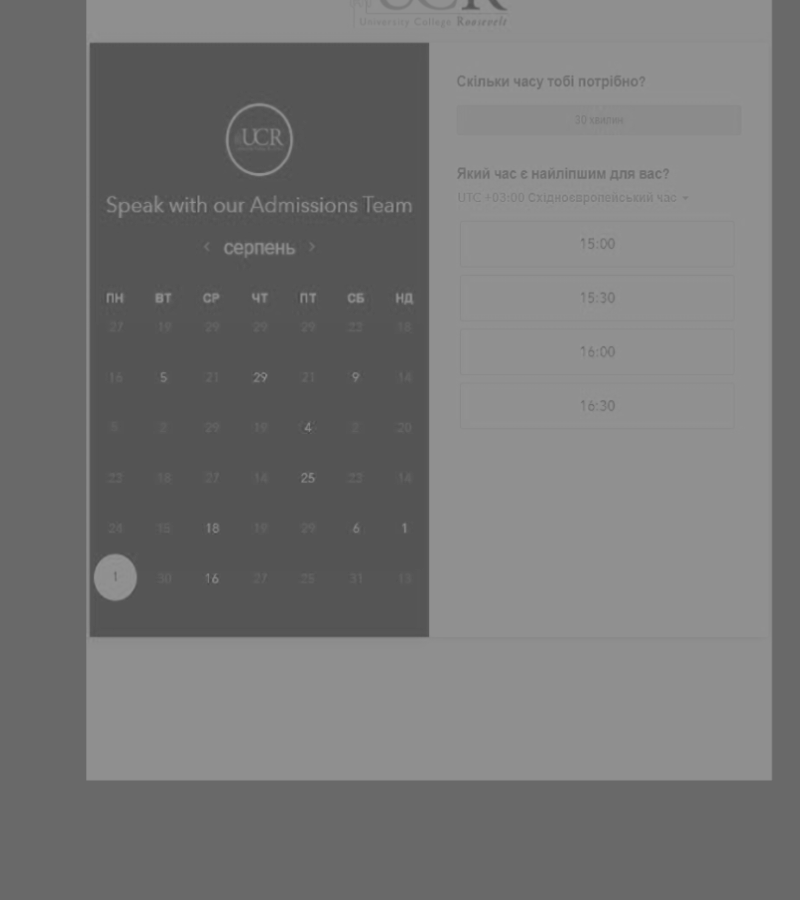 UCR
University College Roosevelt
UCR
Speak with our Admissions Team
< серпень >
ПН ВТ СР ЧТ ПТ СБ НД
27 19 29 29 29 22 18
16 5 21 29 21 9 14
5 2 29 19 4 2 20
22 18 27 14 25 22 14
24 15 18 19 29 6 1
1 30 16 27 25 31 13
Скільки часу тобі потрібно?
30 хвилин
Який час є найліпшим для вас?
UTC +03:00 Східноєвропейський час
15:00
15:30
16:00
16:30